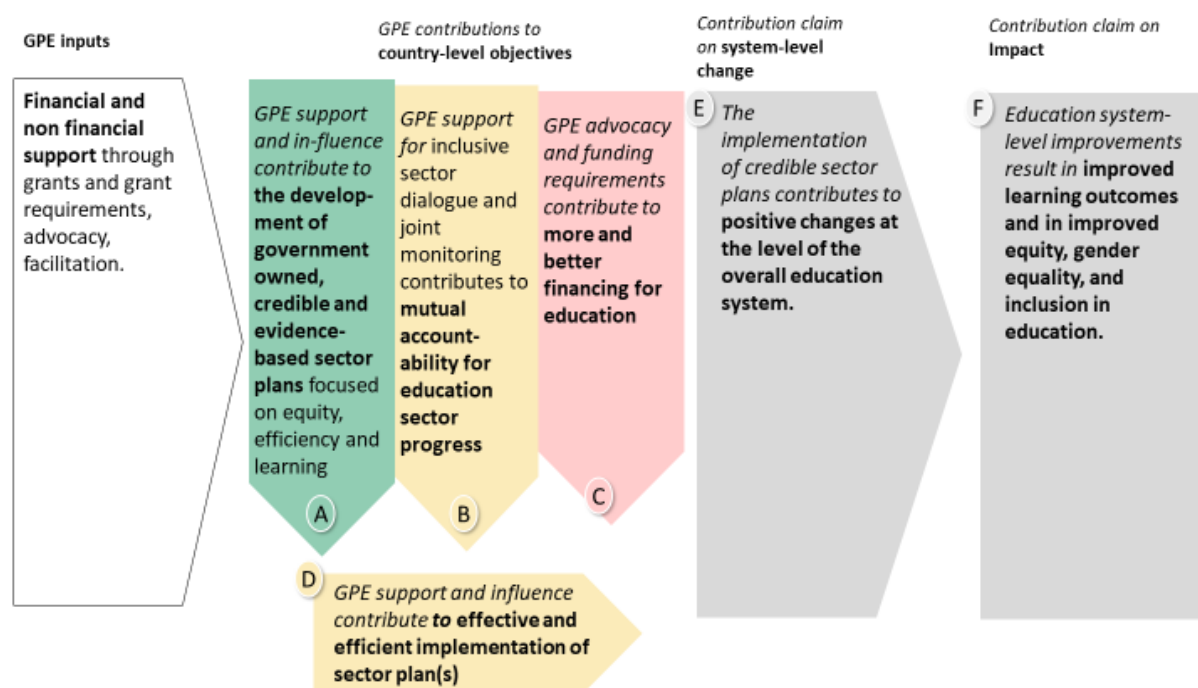 GPE inputs
Financial and
non financial
support through
grants and grant
requirements,
advocacy,
facilitation.
GPE contributions to
country-level objectives
GPE support
and in-fluence
contribute to
the develop-
ment of
government
owned,
credible and
evidence-
based sector
plans focused
on equity,
efficiency and
learning
A
GPE support
for inclusive
sector
dialogue and
joint
monitoring
contributes to
mutual
account-
ability for
education
sector
progress
B
GPE advocacy
and funding
requirements
contribute to
more and
better
financing for
education
C
D
GPE support and influence
contribute to effective and
efficient implementation of
sector plan(s)
Contribution claim
on system-level
change
E
The
implementation
of credible sector
plans contributes to
positive changes at
the level of the
overall education
system.
Contribution claim on
Impact
F
Education system-
level improvements
result in improved
learning outcomes
and in improved
equity, gender
equality, and
inclusion in
education.